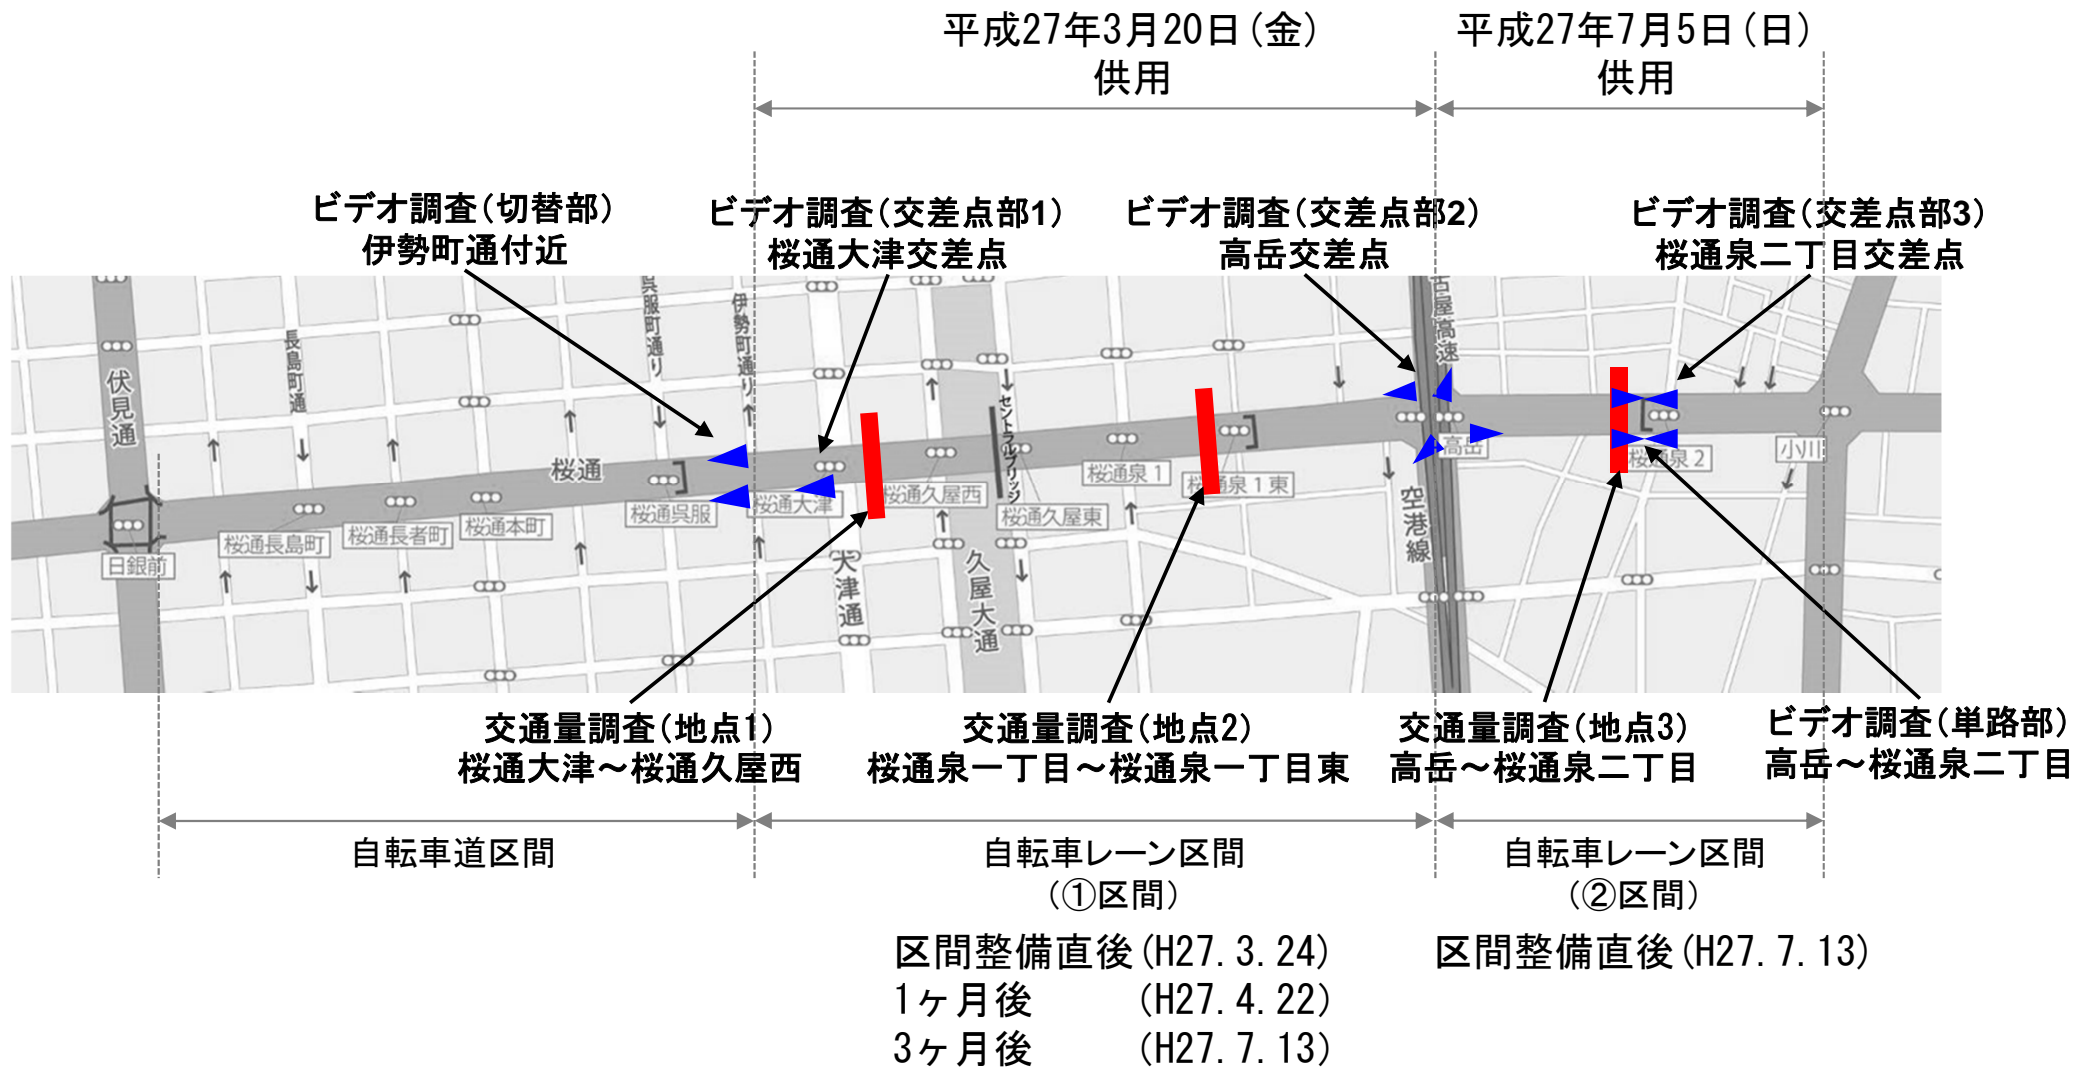 平成27年3月20日(金)
供用
平成27年7月5日(日)
供用
ビデオ調査(切替部)
伊勢町通付近
ビデオ調査(交差点部1)
桜通大津交差点
ビデオ調査(交差点部2)
高岳交差点
ビデオ調査(交差点部3)
桜通泉二丁目交差点
伏見通
長島町通
呉服町通り
伊勢町通り
セントラルブリッジ
古屋高速
空港線
桜通
大津通
久屋大通
日銀前
桜通長島町
桜通長者町
桜通本町
桜通呉服
桜通大津
桜通久屋西
桜通久屋東
桜通泉1
桜通泉1東
高岳
桜通泉2
小川
交通量調査(地点1)
桜通大津～桜通久屋西
交通量調査(地点2)
桜通泉一丁目～桜通泉一丁目東
交通量調査(地点3)
高岳～桜通泉二丁目
ビデオ調査(単路部)
高岳～桜通泉二丁目
自転車道区間
自転車レーン区間
(①区間)
自転車レーン区間
(②区間)
区間整備直後(H27.3.24)
1ヶ月後 (H27.4.22)
3ヶ月後 (H27.7.13)
区間整備直後(H27.7.13)